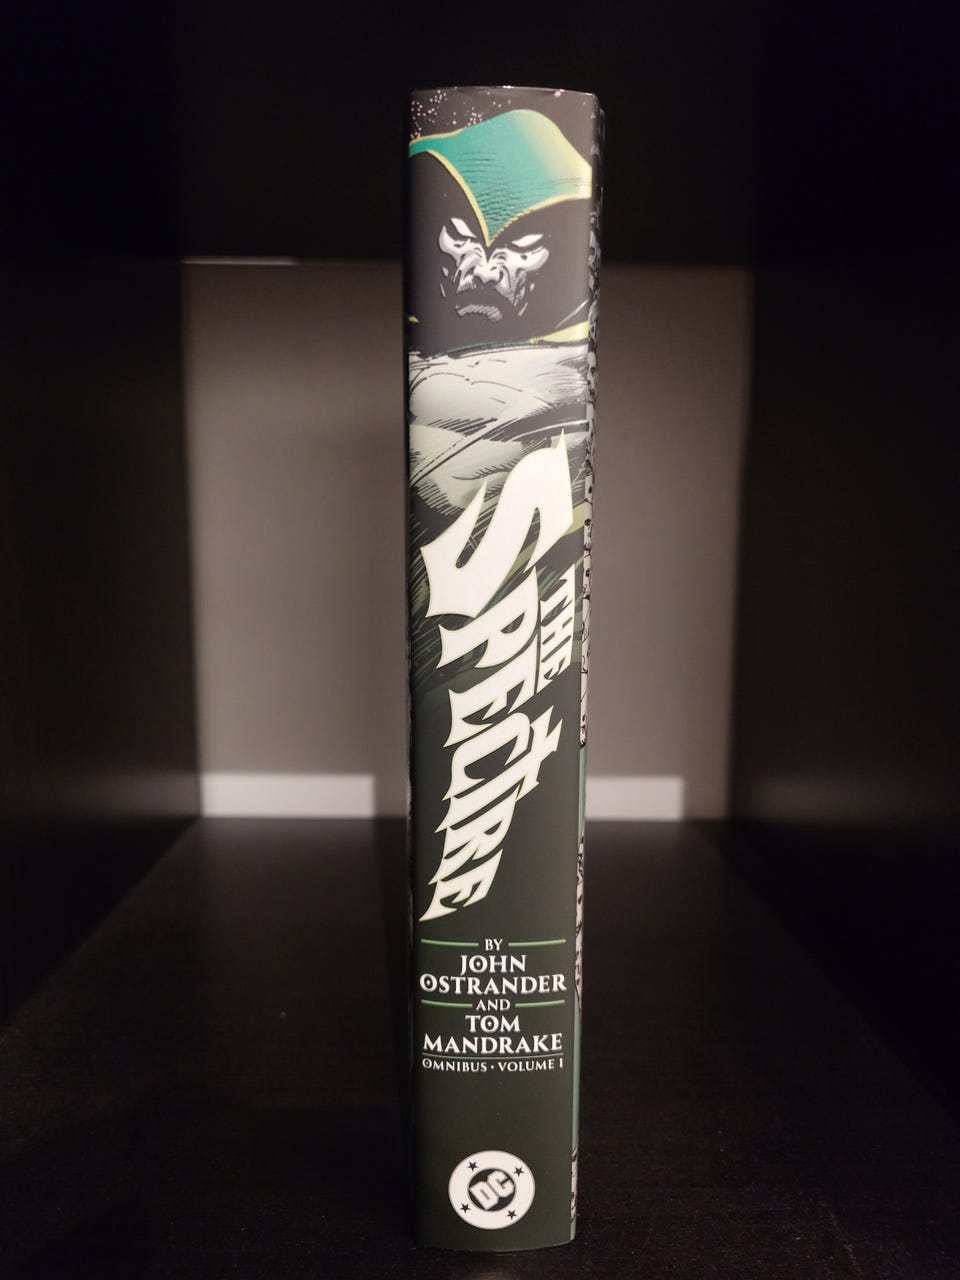 THE
SPECTRE
BY
JOHN
OSTRANDER
AND
TOM
MANDRAKE
OMNIBUS • VOLUME 1
DC